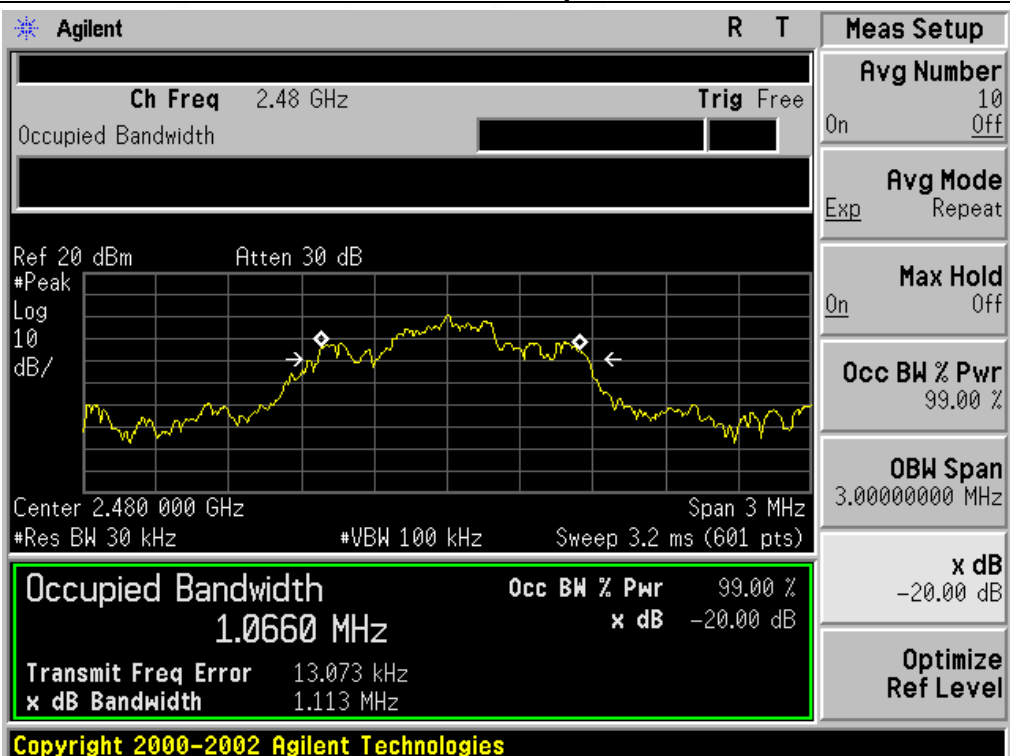 Agilent R T
Ch Freq 2.48 GHz Trig Free
Occupied Bandwidth
Ref 20 dBm Atten 30 dB
#Peak
Log
10
dB/
Center 2.480 000 GHz Span 3 MHz
#Res BW 30 kHz #VBW 100 kHz Sweep 3.2 ms (601 pts)
Occupied Bandwidth Occ BW % Pwr 99.00 %
1.0660 MHz x dB -20.00 dB
Transmit Freq Error 13.073 kHz
x dB Bandwidth 1.113 MHz
Copyright 2000-2002 Agilent Technologies
Meas Setup
Avg Number
10
On Off
Avg Mode
Exp Repeat
Max Hold
On Off
Occ BW % Pwr
99.00 %
OBW Span
3.00000000 MHz
x dB
-20.00 dB
Optimize
Ref Level